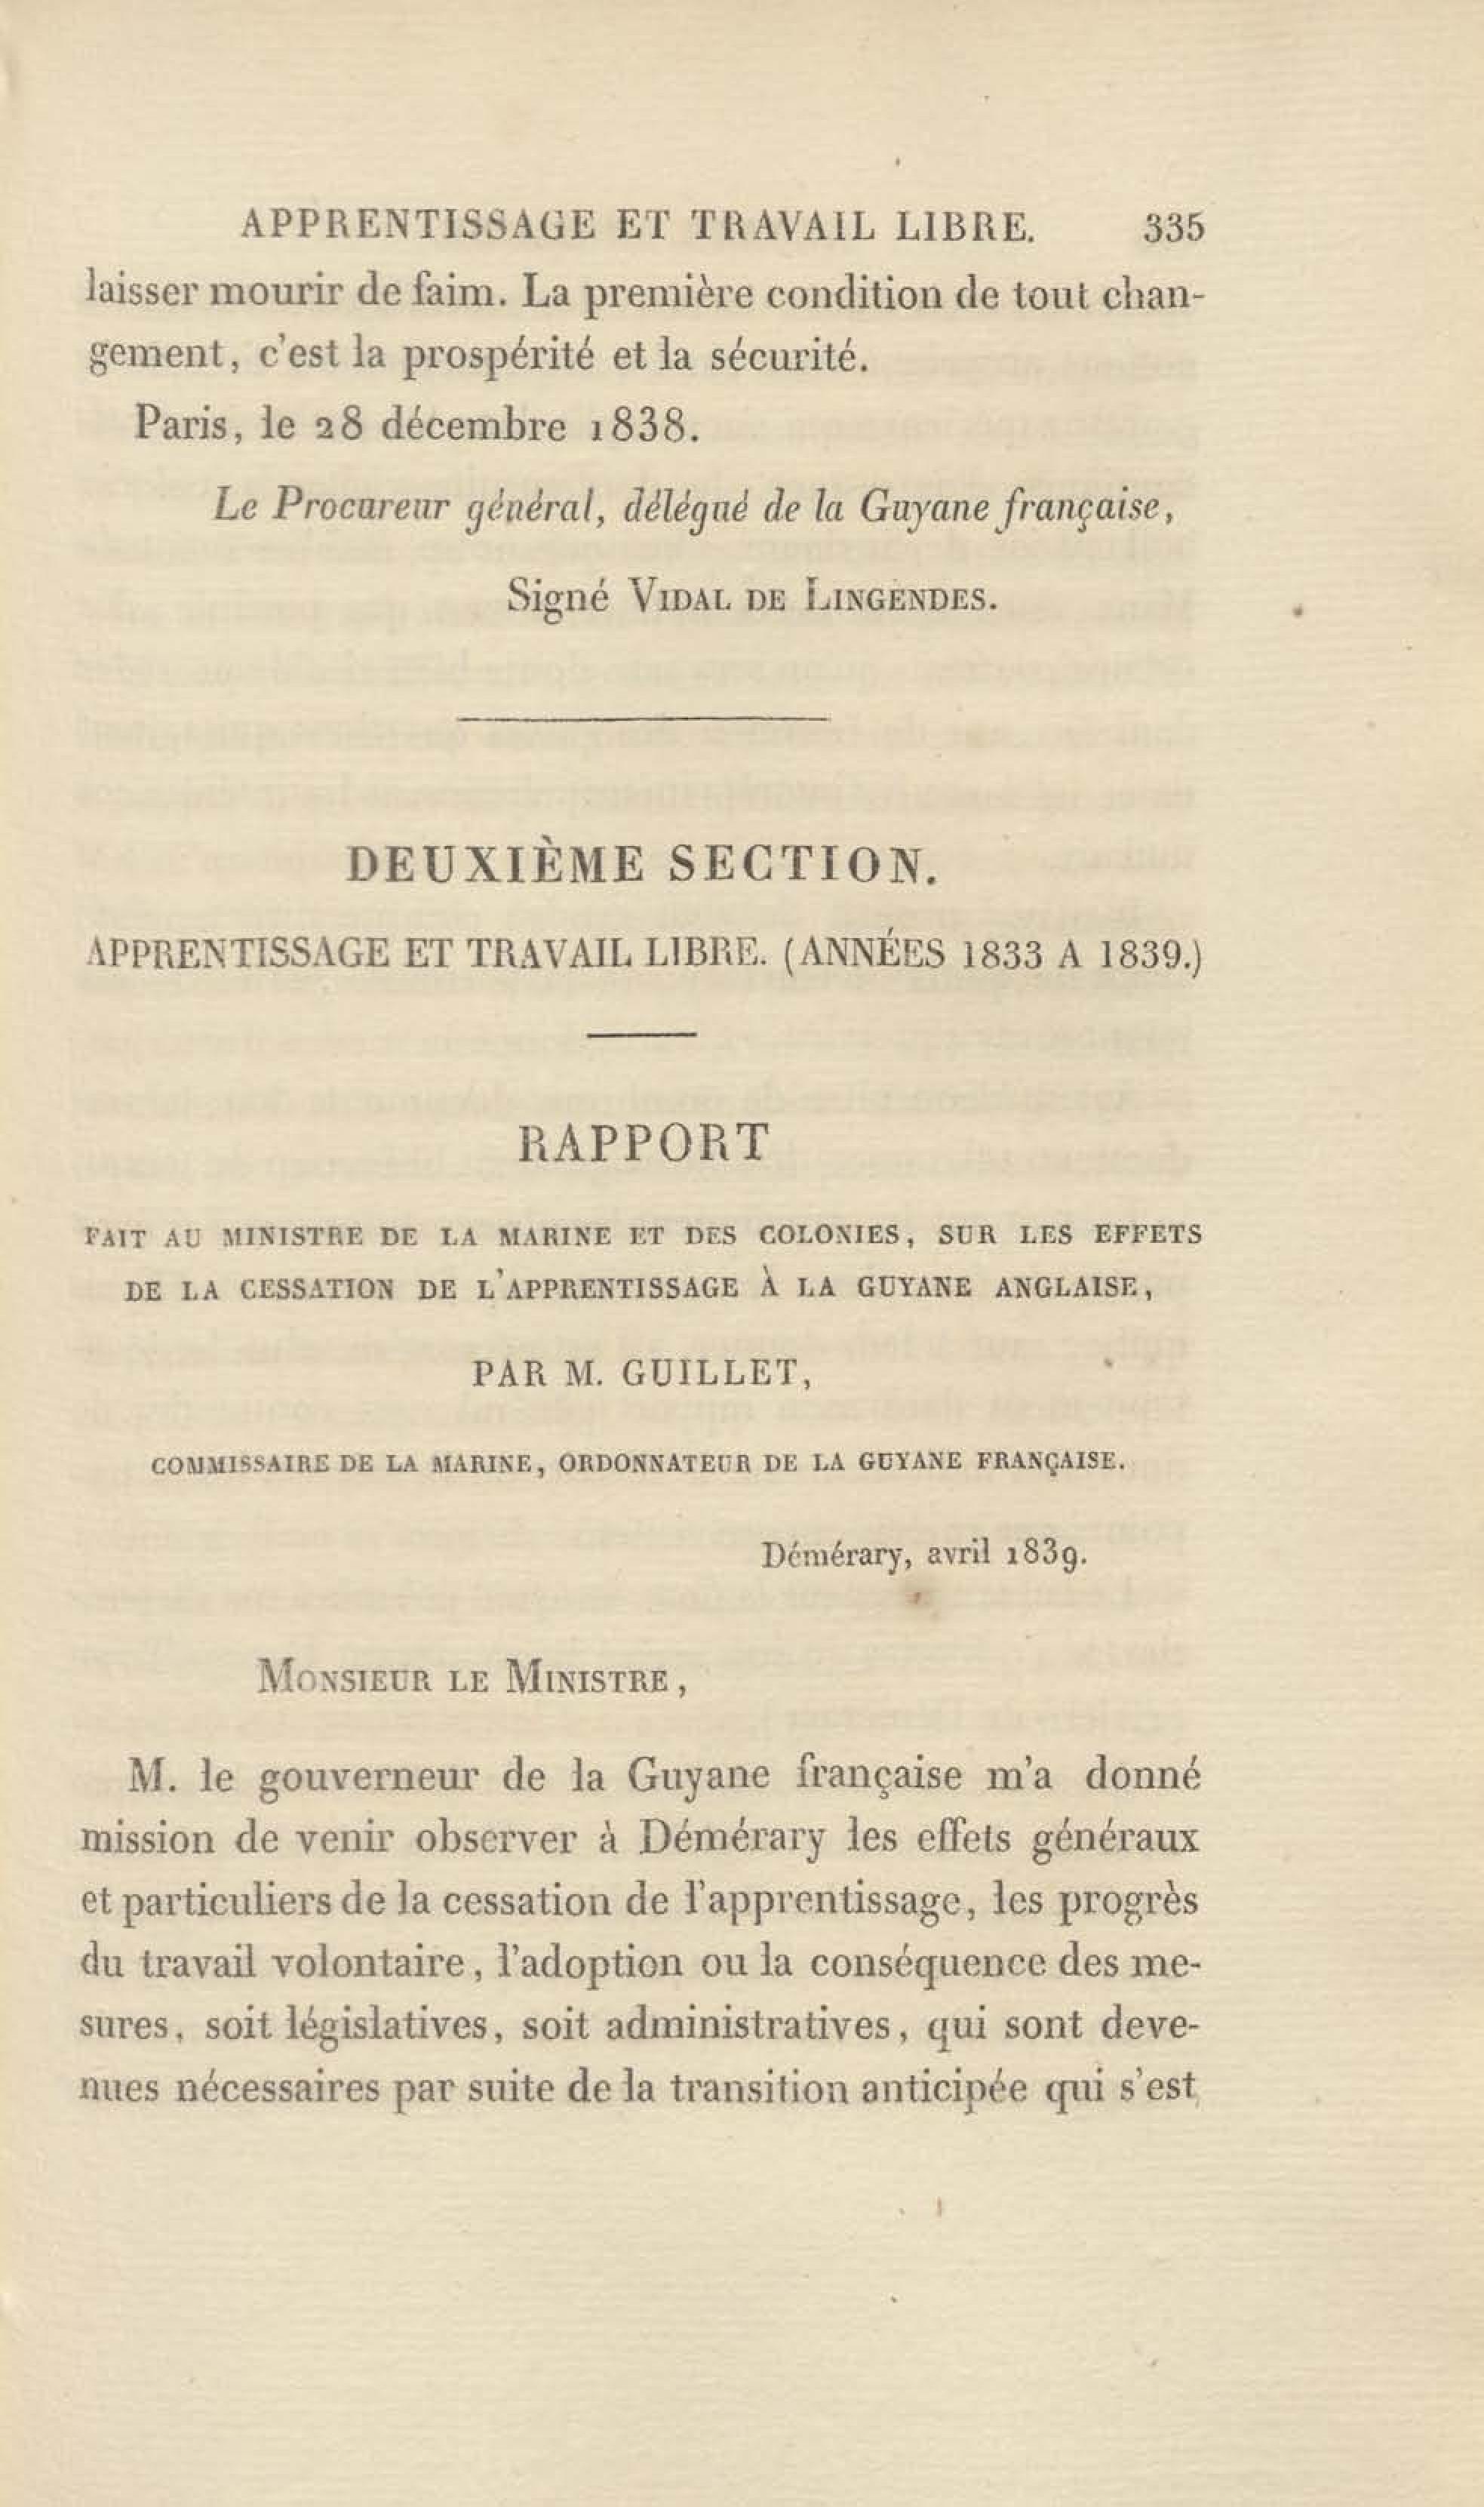 APPRENTISSAGE ET TRAVAIL LIBRE. 335
laisser mourir de faim. La première condition de tout chan-
gement, c'est la prospérité et la sécurité.
Paris, le 28 décembre 1838.
Le Procureur général, délégué de la Guyane française,
Signé VIDAL DE LINGENDES.
DEUXIÈME SECTION.
APPRENTISSAGE ET TRAVAIL LIBRE. (ANNÉES 1833 A 1839.)
RAPPORT
FAIT AU MINISTRE DE LA MARINE ET DES COLONIES, SUR LES EFFETS
DE LA CESSATION DE L'APPRENTISSAGE À LA GUYANE ANGLAISE,
PAR M. GUILLET,
COMMISSAIRE DE LA MARINE, ORDONNATEUR DE LA GUYANE FRANÇAISE.
Démérary, avril 1839.
MONSIEUR LE MINISTRE,
M. le gouverneur de la Guyane française m'a donné
mission de venir observer à Démérary les effets généraux
et particuliers de la cessation de l'apprentissage, les progrès
du travail volontaire, l'adoption ou la conséquence des me-
sures, soit législatives, soit administratives, qui sont deve-
nues nécessaires par suite de la transition anticipée qui s'est